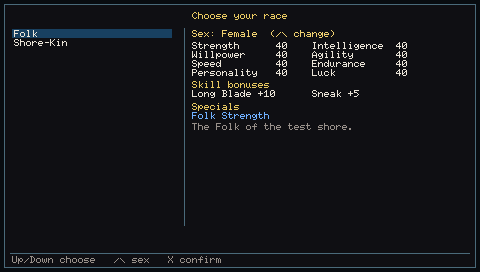 Choose your race
Folk
Shore-Kin
Sex: Female (/\ change)
Strength 40 Intelligence 40
Willpower 40 Agility 40
Speed 40 Endurance 40
Personality 40 Luck 40
Skill bonuses
Long Blade +10 Sneak +5
Specials
Folk Strength
The Folk of the test shore.
Up/Down choose /\ sex X confirm